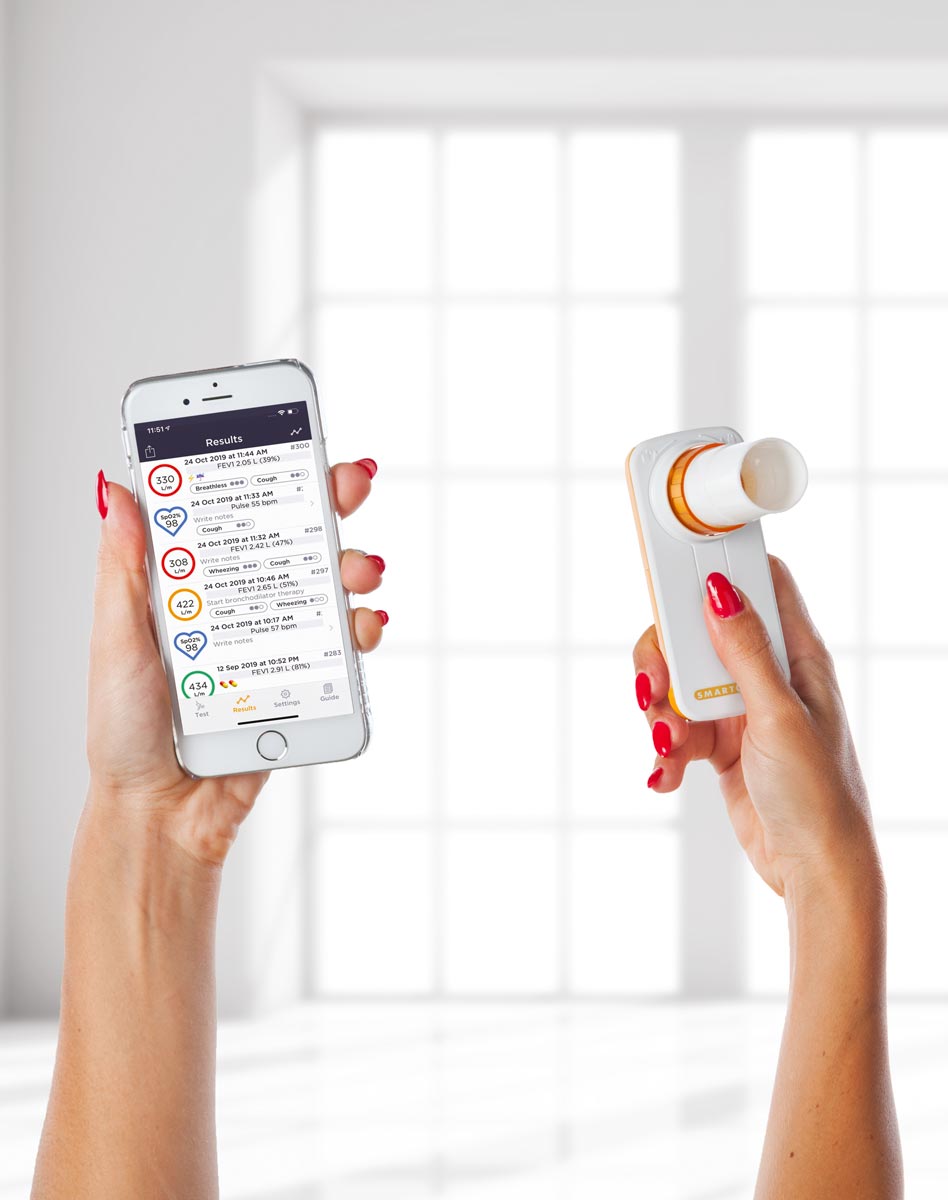 11:51
Results
24 Oct 2019 at 11:44 AM #300
330 L/m
FEV1 2.05 L (39%)
Breathless Cough
24 Oct 2019 at 11:33 AM #:
SpO2% 98
Pulse 55 bpm
Write notes
Cough
24 Oct 2019 at 11:32 AM #298
308 L/m
FEV1 2.42 L (47%)
Write notes
Wheezing Cough
24 Oct 2019 at 10:46 AM #297
422 L/m
FEV1 2.65 L (51%)
Start bronchodilator therapy
Cough Wheezing
24 Oct 2019 at 10:17 AM #:
SpO2% 98
Pulse 57 bpm
Write notes
12 Sep 2019 at 10:52 PM #283
434 L/m
FEV1 2.91 L (81%)
Test Results Settings Guide
SMARTO